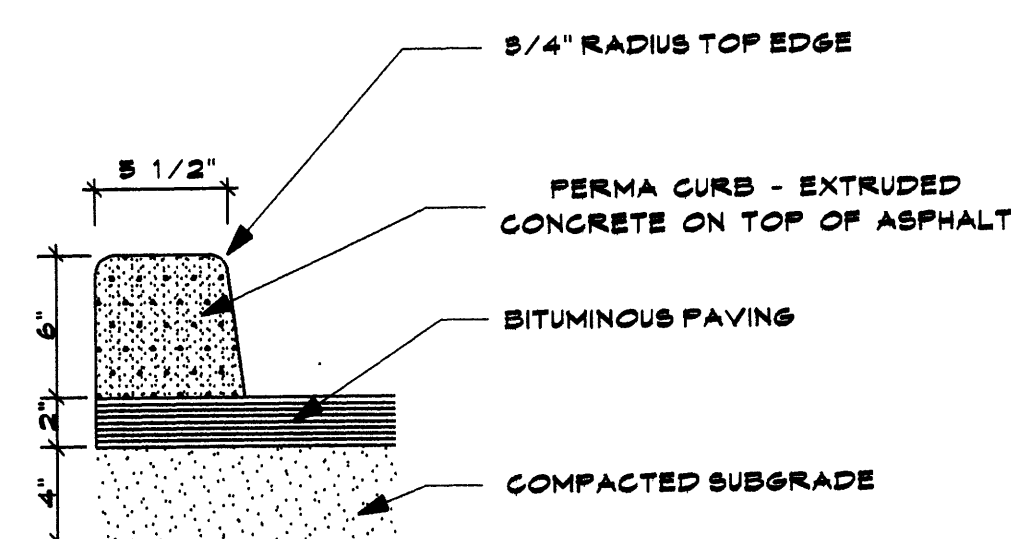 3/4" RADIUS TOP EDGE
5 1/2"
PERMA CURB - EXTRUDED
CONCRETE ON TOP OF ASPHALT
6"
BITUMINOUS PAVING
2"
4"
COMPACTED SUBGRADE